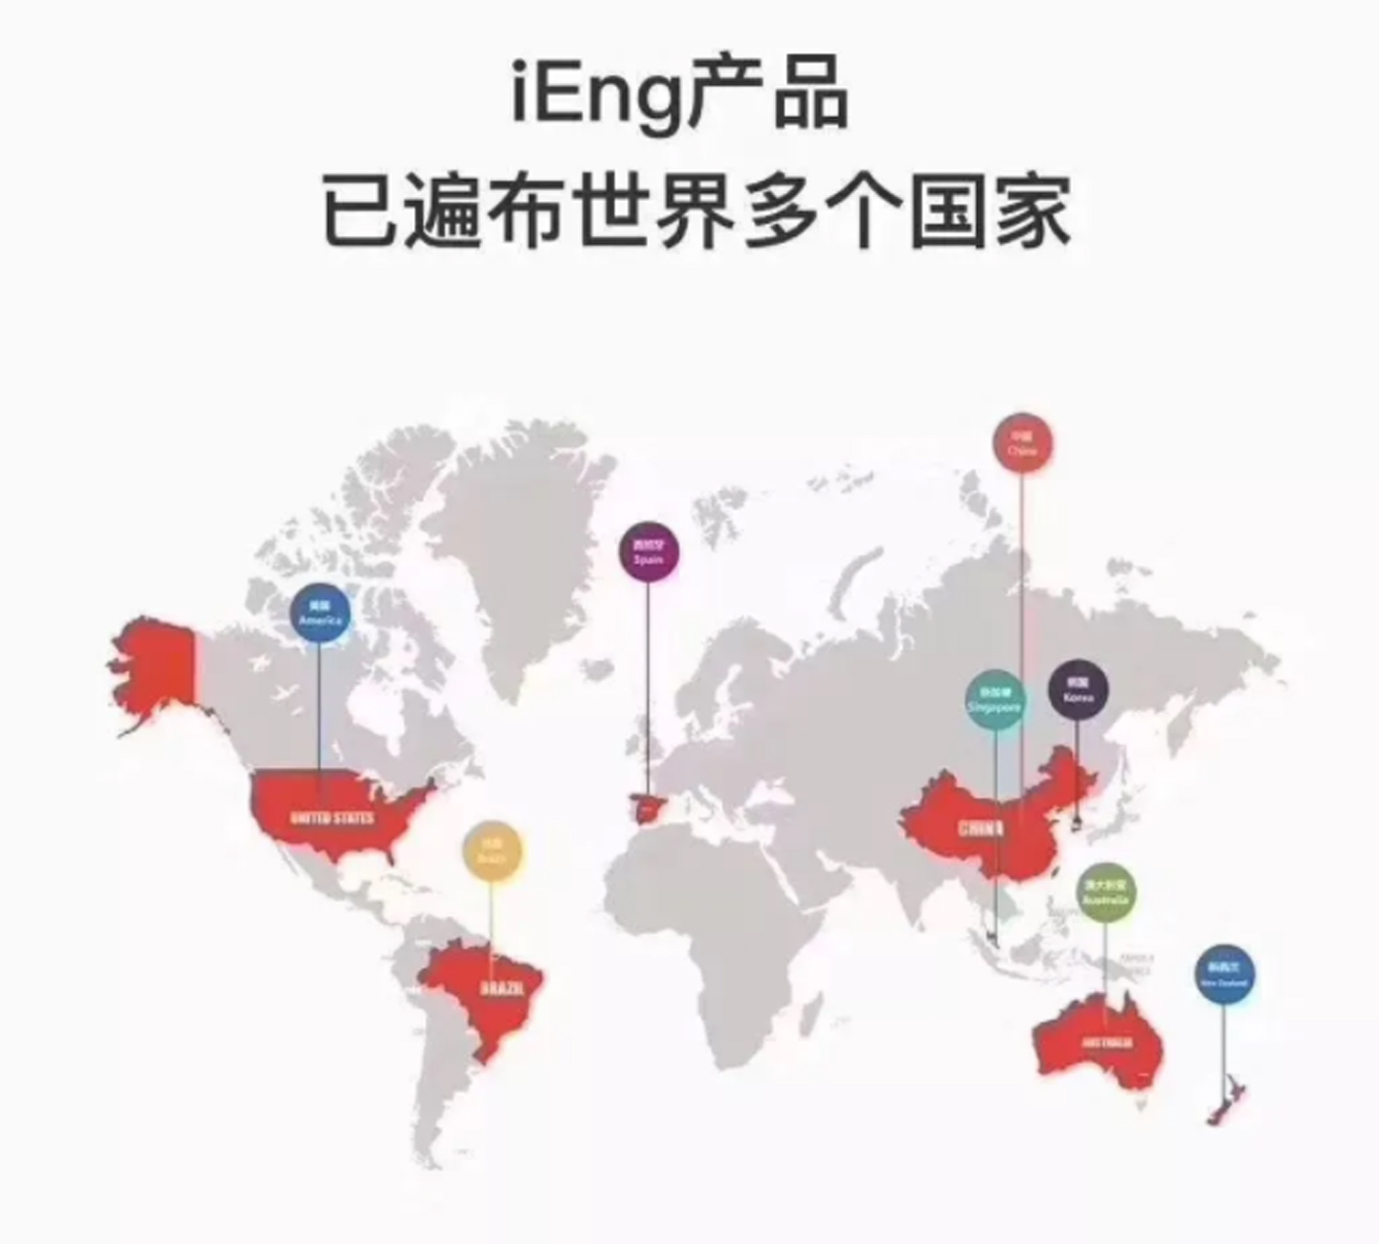 iEng产品
已遍布世界多个国家
中国
China
西班牙
Spain
美国
America
韩国
Korea
新加坡
Singapore
UNITED STATES
CHINA
巴西
Brazil
澳大利亚
Australia
新西兰
New Zealand
BRAZIL
AUSTRALIA